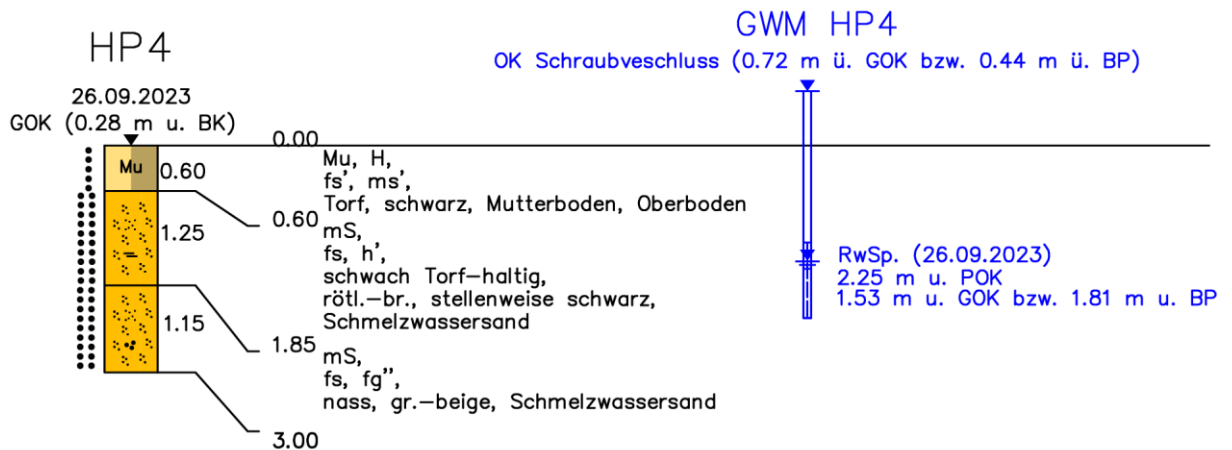 HP4
26.09.2023
GOK (0.28 m u. BK)
GWM HP4
OK Schraubveschluss (0.72 m ü. GOK bzw. 0.44 m ü. BP)
0.00
Mu
0.60
Mu, H,
fs', ms',
Torf, schwarz, Mutterboden, Oberboden
0.60
1.25
mS,
fs, h',
schwach Torf-haltig,
rötl.-br., stellenweise schwarz,
Schmelzwassersand
1.15
1.85
mS,
fs, fg'',
nass, gr.-beige, Schmelzwassersand
3.00
RwSp. (26.09.2023)
2.25 m u. POK
1.53 m u. GOK bzw. 1.81 m u. BP